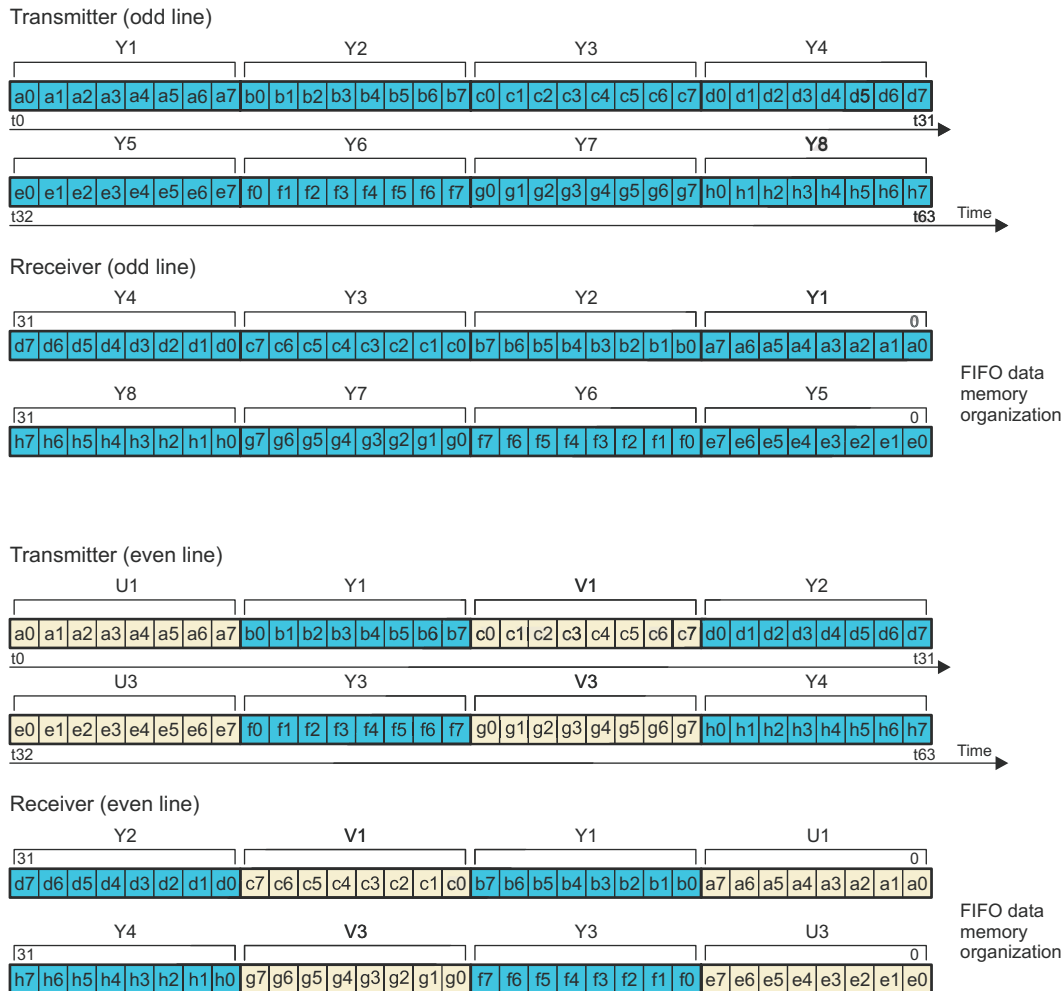 Transmitter (odd line)
Y1 Y2 Y3 Y4
a0 a1 a2 a3 a4 a5 a6 a7 b0 b1 b2 b3 b4 b5 b6 b7 c0 c1 c2 c3 c4 c5 c6 c7 d0 d1 d2 d3 d4 d5 d6 d7
t0 t31
Y5 Y6 Y7 Y8
e0 e1 e2 e3 e4 e5 e6 e7 f0 f1 f2 f3 f4 f5 f6 f7 g0 g1 g2 g3 g4 g5 g6 g7 h0 h1 h2 h3 h4 h5 h6 h7
t32 t63 Time
Rreceiver (odd line)
Y4 Y3 Y2 Y1
31 0
d7 d6 d5 d4 d3 d2 d1 d0 c7 c6 c5 c4 c3 c2 c1 c0 b7 b6 b5 b4 b3 b2 b1 b0 a7 a6 a5 a4 a3 a2 a1 a0
FIFO data
memory
organization
Y8 Y7 Y6 Y5
31 0
h7 h6 h5 h4 h3 h2 h1 h0 g7 g6 g5 g4 g3 g2 g1 g0 f7 f6 f5 f4 f3 f2 f1 f0 e7 e6 e5 e4 e3 e2 e1 e0
Transmitter (even line)
U1 Y1 V1 Y2
a0 a1 a2 a3 a4 a5 a6 a7 b0 b1 b2 b3 b4 b5 b6 b7 c0 c1 c2 c3 c4 c5 c6 c7 d0 d1 d2 d3 d4 d5 d6 d7
t0 t31
U3 Y3 V3 Y4
e0 e1 e2 e3 e4 e5 e6 e7 f0 f1 f2 f3 f4 f5 f6 f7 g0 g1 g2 g3 g4 g5 g6 g7 h0 h1 h2 h3 h4 h5 h6 h7
t32 t63 Time
Receiver (even line)
Y2 V1 Y1 U1
31 0
d7 d6 d5 d4 d3 d2 d1 d0 c7 c6 c5 c4 c3 c2 c1 c0 b7 b6 b5 b4 b3 b2 b1 b0 a7 a6 a5 a4 a3 a2 a1 a0
FIFO data
memory
organization
Y4 V3 Y3 U3
31 0
h7 h6 h5 h4 h3 h2 h1 h0 g7 g6 g5 g4 g3 g2 g1 g0 f7 f6 f5 f4 f3 f2 f1 f0 e7 e6 e5 e4 e3 e2 e1 e0